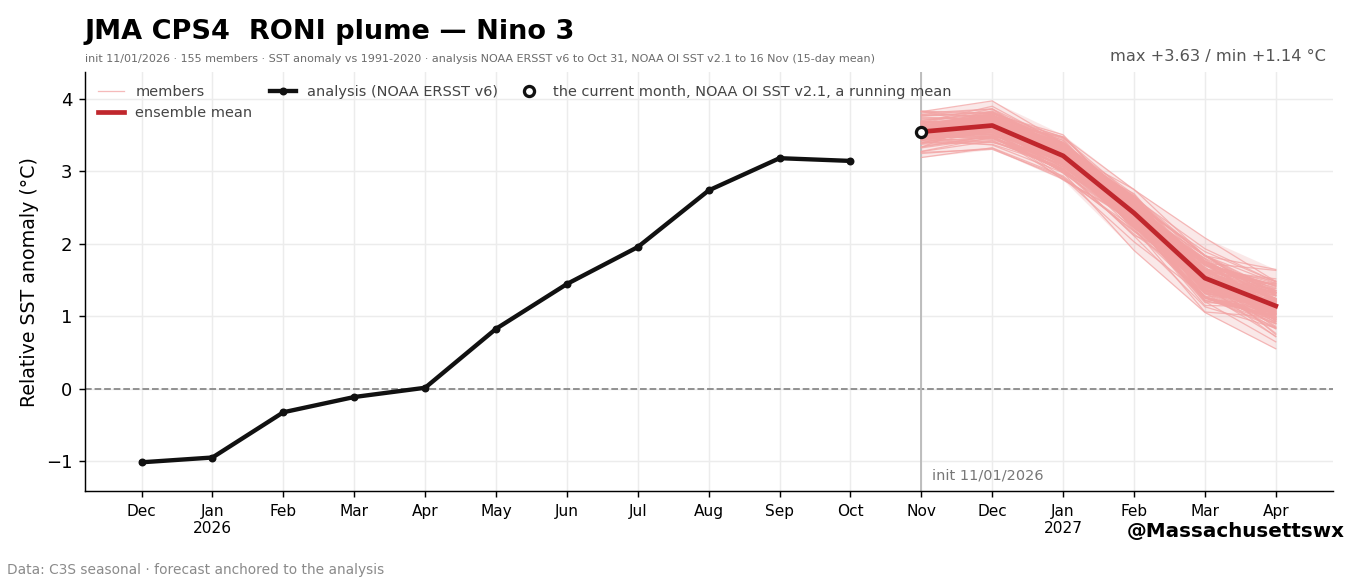 JMA CPS4  RONI plume — Nino 3
init 11/01/2026 · 155 members · SST anomaly vs 1991-2020 · analysis NOAA ERSST v6 to Oct 31, NOAA OI SST v2.1 to 16 Nov (15-day mean)
max +3.63 / min +1.14 °C
members
ensemble mean
analysis (NOAA ERSST v6)
the current month, NOAA OI SST v2.1, a running mean
Relative SST anomaly (°C)
4
3
2
1
0
−1
init 11/01/2026
Dec Jan Feb Mar Apr May Jun Jul Aug Sep Oct Nov Dec Jan Feb Mar Apr
2026 2027
@Massachusettswx
Data: C3S seasonal · forecast anchored to the analysis